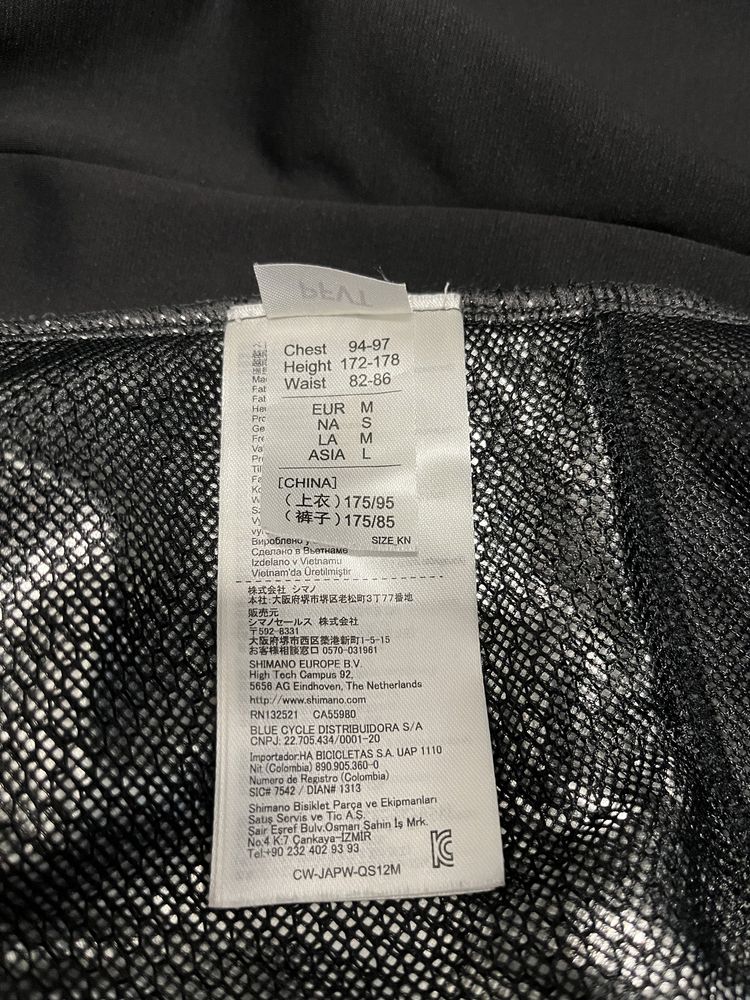 PFVT
Chest 94-97
Height 172-178
Waist 82-86
EUR M
NA S
LA M
ASIA L
[CHINA]
(上衣)175/95
(裤子)175/85
SIZE KN
Сделано в Вьетнаме
Izdelano v Vietnamu
Vietnam'da Üretilmiştir
株式会社 シマノ
本社:大阪府堺市堺区老松町3丁77番地
販売元
シマノセールス 株式会社
〒592-8331
大阪府堺市西区築港新町1-5-15
お客様相談窓口 0570-031961
SHIMANO EUROPE B.V.
High Tech Campus 92,
5656 AG Eindhoven, The Netherlands
http://www.shimano.com
RN132521 CA55980
BLUE CYCLE DISTRIBUIDORA S/A
CNPJ: 22.705.434/0001-20
Importador:HA BICICLETAS S.A. UAP 1110
Nit (Colombia) 890.905.360-0
Numero de Registro (Colombia)
SIC# 7542 / DIAN# 1313
Shimano Bisiklet Parça ve Ekipmanları
Satış Servis ve Tic A.S.
Sair Eşref Bulv.Osman Şahin İş Mrk.
No.4 K:7 Çankaya-İZMİR
Tel:+90 232 402 93 93
CW-JAPW-QS12M